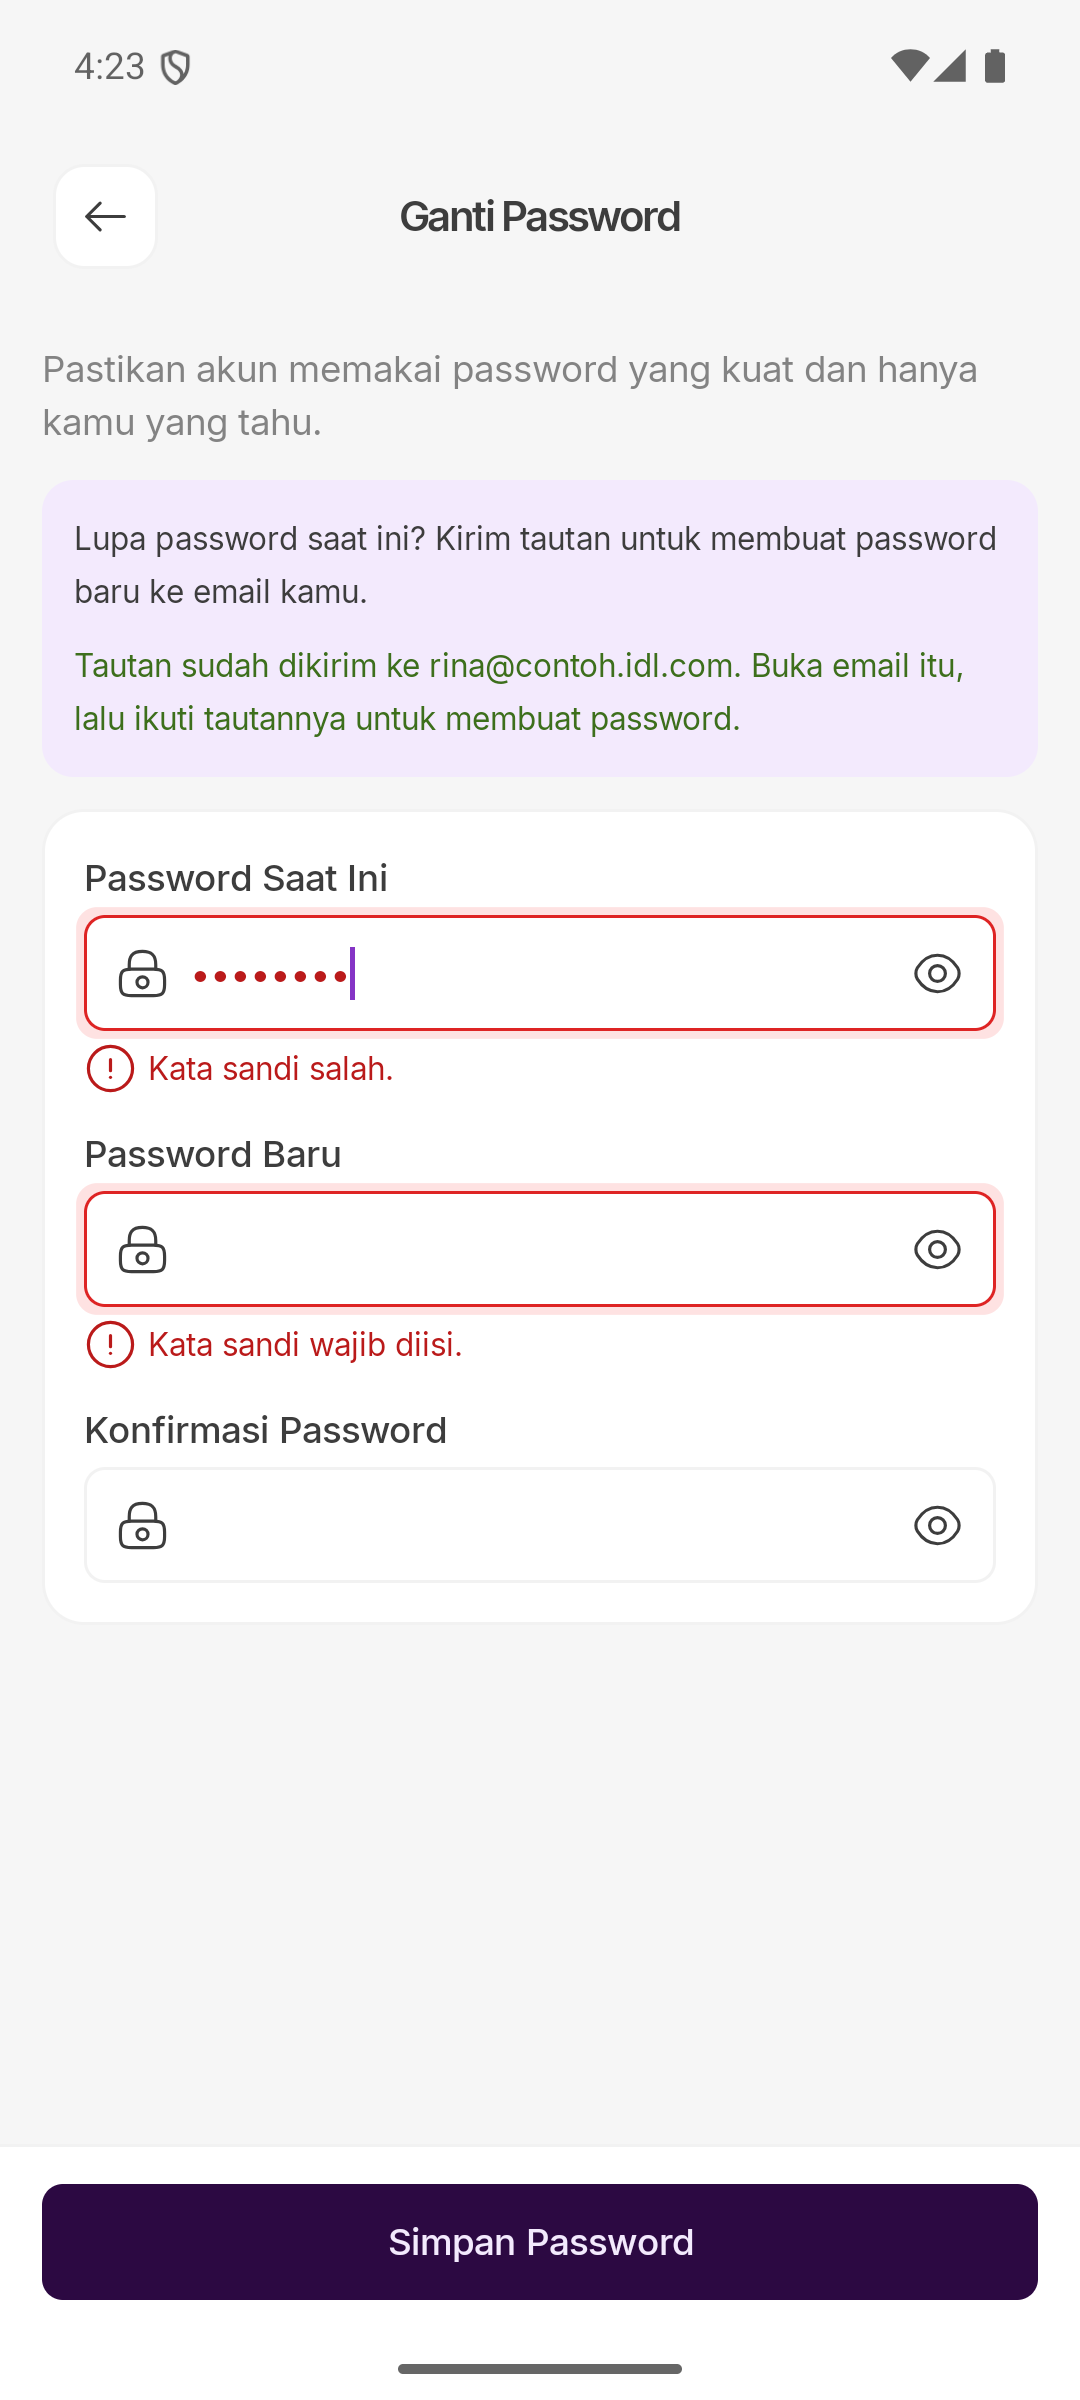 4:23
Ganti Password
Pastikan akun memakai password yang kuat dan hanya
kamu yang tahu.
Lupa password saat ini? Kirim tautan untuk membuat password
baru ke email kamu.
Tautan sudah dikirim ke rina@contoh.idl.com. Buka email itu,
lalu ikuti tautannya untuk membuat password.
Password Saat Ini
••••••••
Kata sandi salah.
Password Baru
Kata sandi wajib diisi.
Konfirmasi Password
Simpan Password